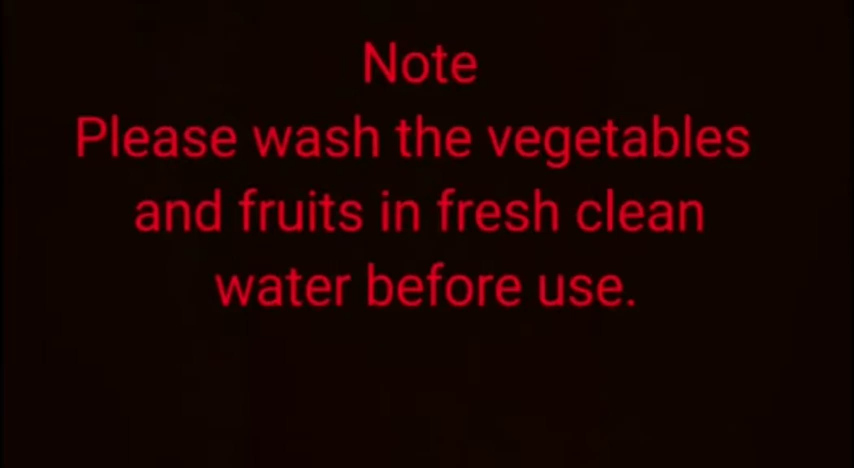 Note
Please wash the vegetables
and fruits in fresh clean
water before use.